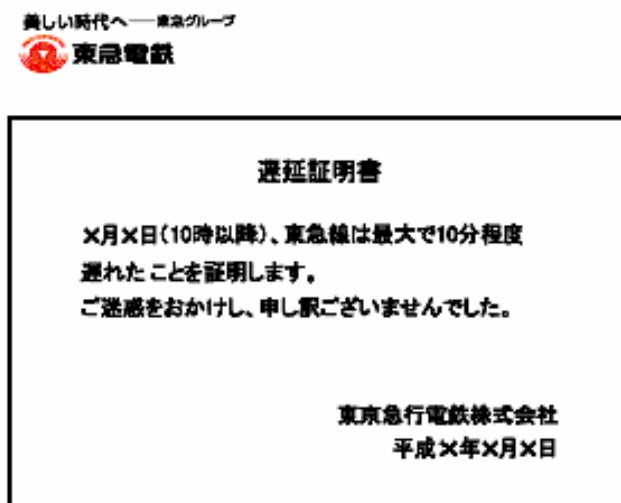 美しい時代へ──東急グループ
東急電鉄
遅延証明書
×月×日(10時以降)、東急線は最大で10分程度
遅れたことを証明します。
ご迷惑をおかけし、申し訳ございませんでした。
東京急行電鉄株式会社
平成×年×月×日